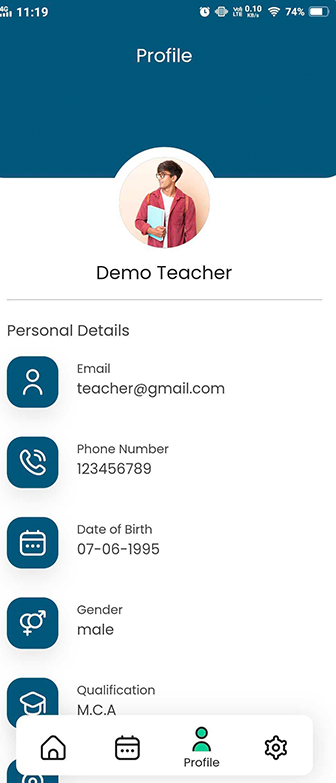 4G 11:19 VoD LTE 0.10 KB/s 74%
Profile
Demo Teacher
Personal Details
Email
teacher@gmail.com
Phone Number
123456789
Date of Birth
07-06-1995
Gender
male
Qualification
M.C.A
Profile